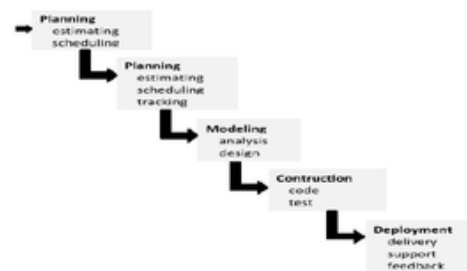 Planning
estimating
scheduling
Planning
estimating
scheduling
tracking
Modeling
analysis
design
Contruction
code
test
Deployment
delivery
support
feedback